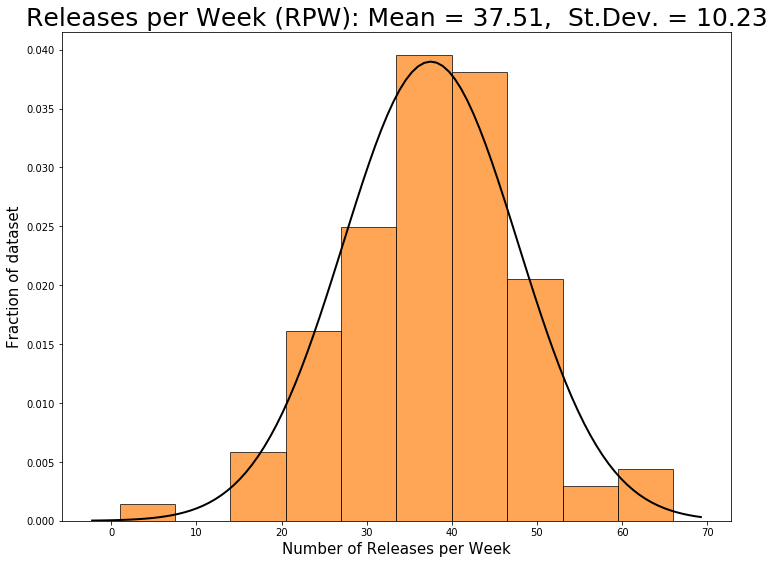 Releases per Week (RPW): Mean = 37.51,  St.Dev. = 10.23
0.040
0.035
0.030
0.025
0.020
0.015
0.010
0.005
0.000
Fraction of dataset
0 10 20 30 40 50 60 70
Number of Releases per Week